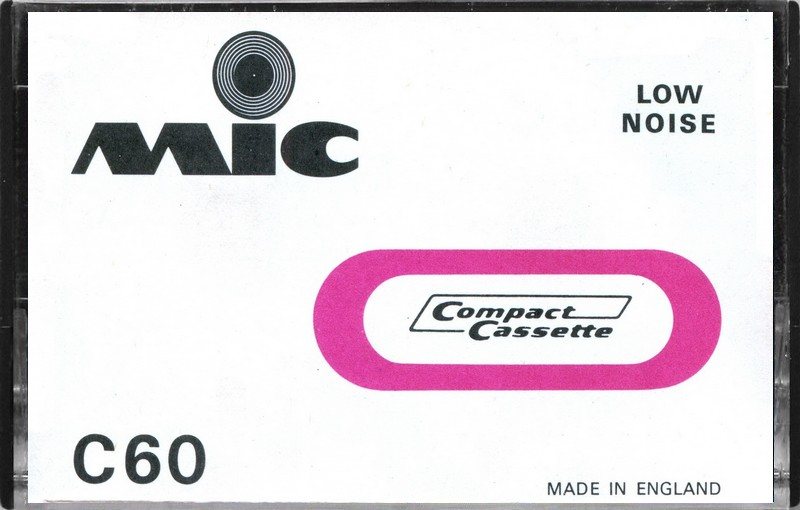 MIC
LOW
NOISE
Compact
Cassette
C60
MADE IN ENGLAND